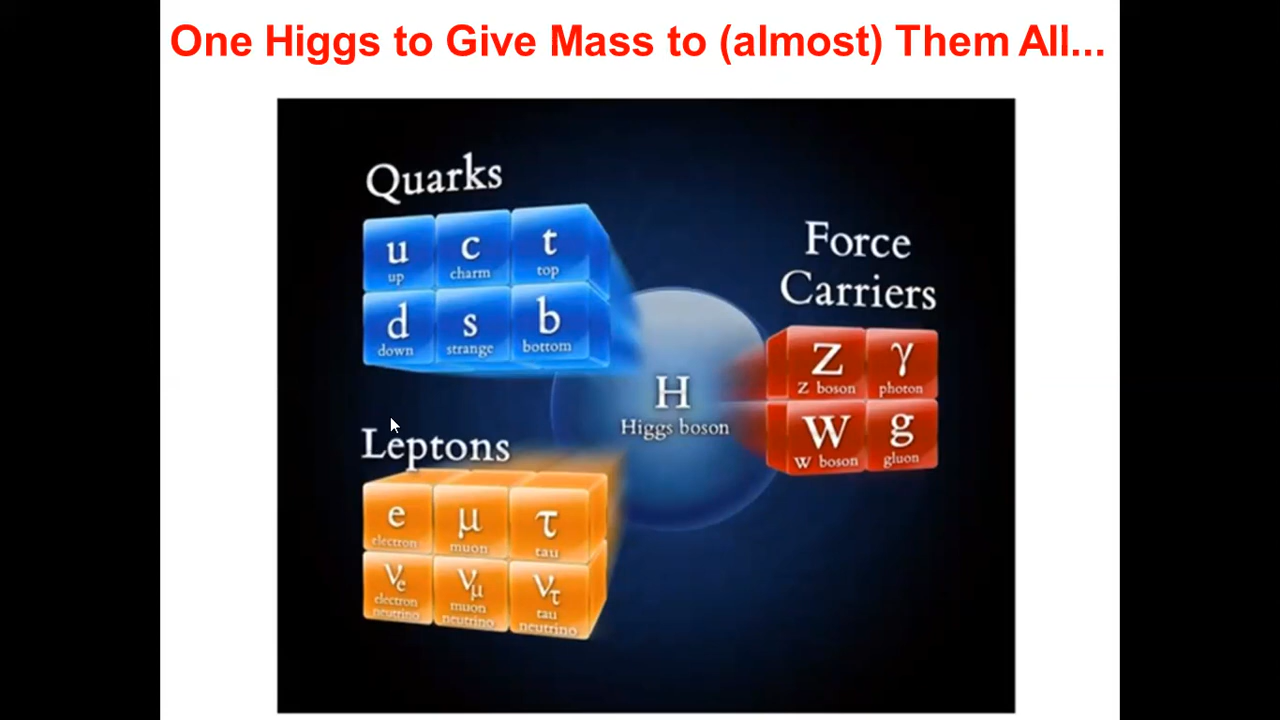 One Higgs to Give Mass to (almost) Them All...
Quarks
u c t
up charm top
d s b
down strange bottom
Leptons
e μ τ
electron muon tau
νe νμ ντ
electron neutrino muon neutrino tau neutrino
H
Higgs boson
Force
Carriers
Z γ
Z boson photon
W g
W boson gluon